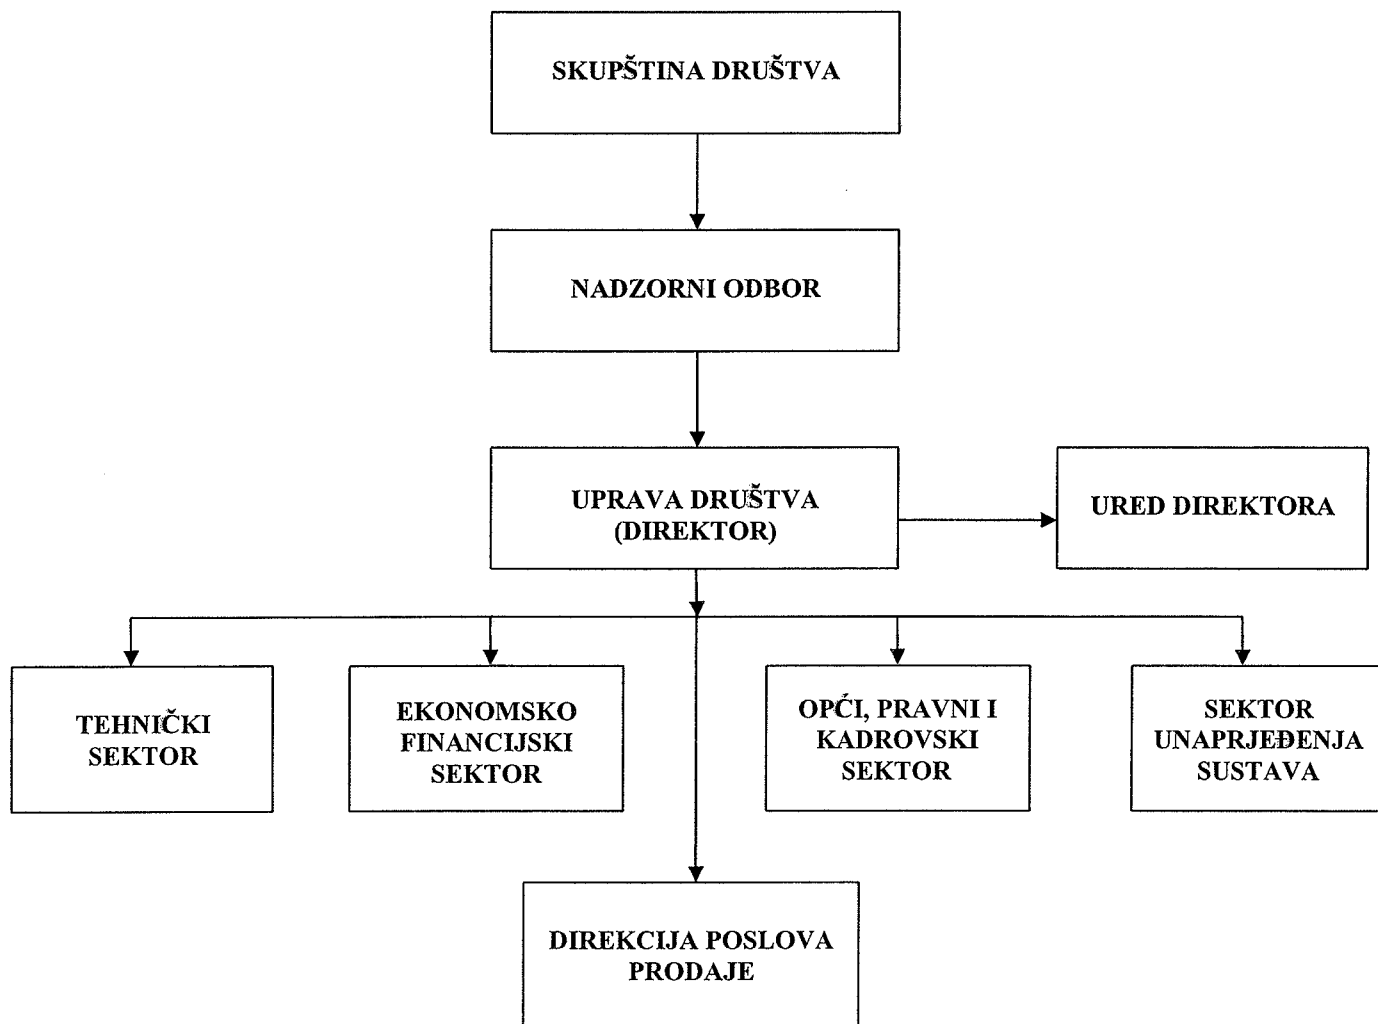 SKUPŠTINA DRUŠTVA
NADZORNI ODBOR
UPRAVA DRUŠTVA
(DIREKTOR)
URED DIREKTORA
TEHNIČKI
SEKTOR
EKONOMSKO
FINANCIJSKI
SEKTOR
OPĆI, PRAVNI I
KADROVSKI
SEKTOR
SEKTOR
UNAPRJEĐENJA
SUSTAVA
DIREKCIJA POSLOVA
PRODAJE